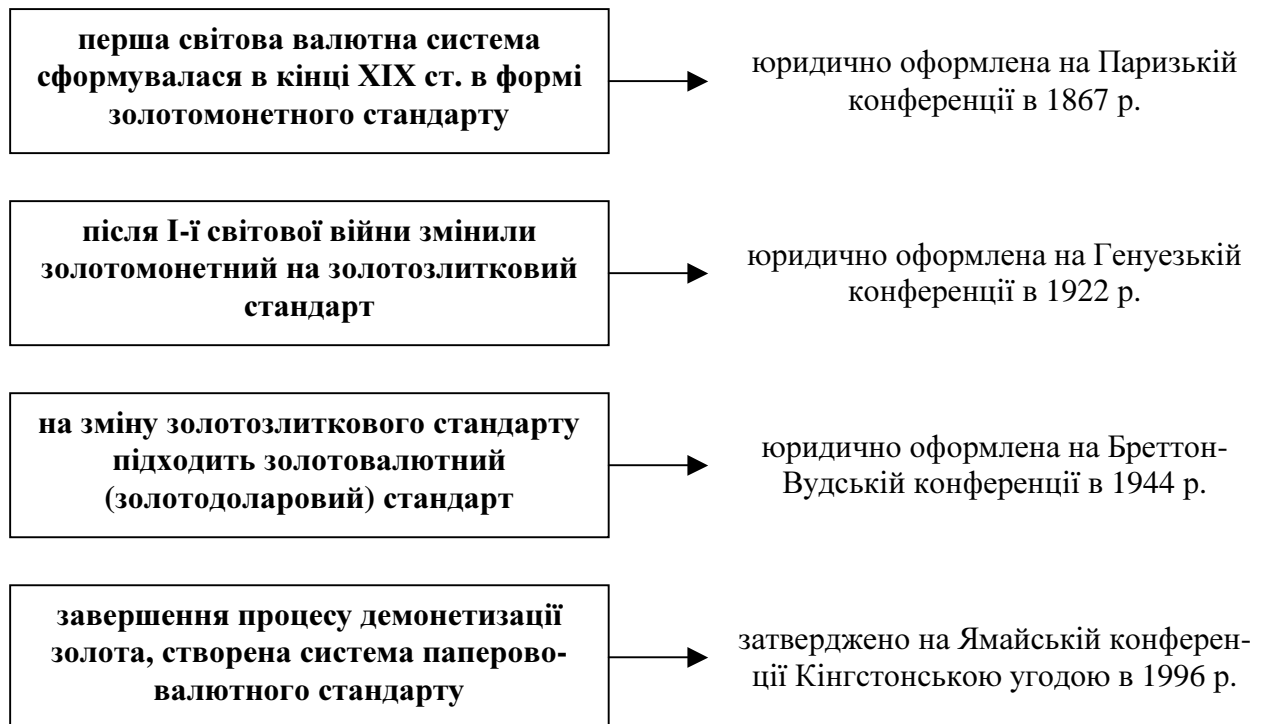 перша світова валютна система
сформувалася в кінці XIX ст. в формі
золотомонетного стандарту
юридично оформлена на Паризькій
конференції в 1867 р.
після І-ї світової війни змінили
золотомонетний на золотозлитковий
стандарт
юридично оформлена на Генуезькій
конференції в 1922 р.
на зміну золотозлиткового стандарту
підходить золотовалютний
(золотодоларовий) стандарт
юридично оформлена на Бреттон-
Вудській конференції в 1944 р.
завершення процесу демонетизації
золота, створена система паперово-
валютного стандарту
затверджено на Ямайській конферен-
ції Кінгстонською угодою в 1996 р.